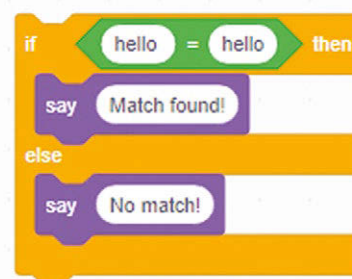 if hello = hello then
say Match found!
else
say No match!